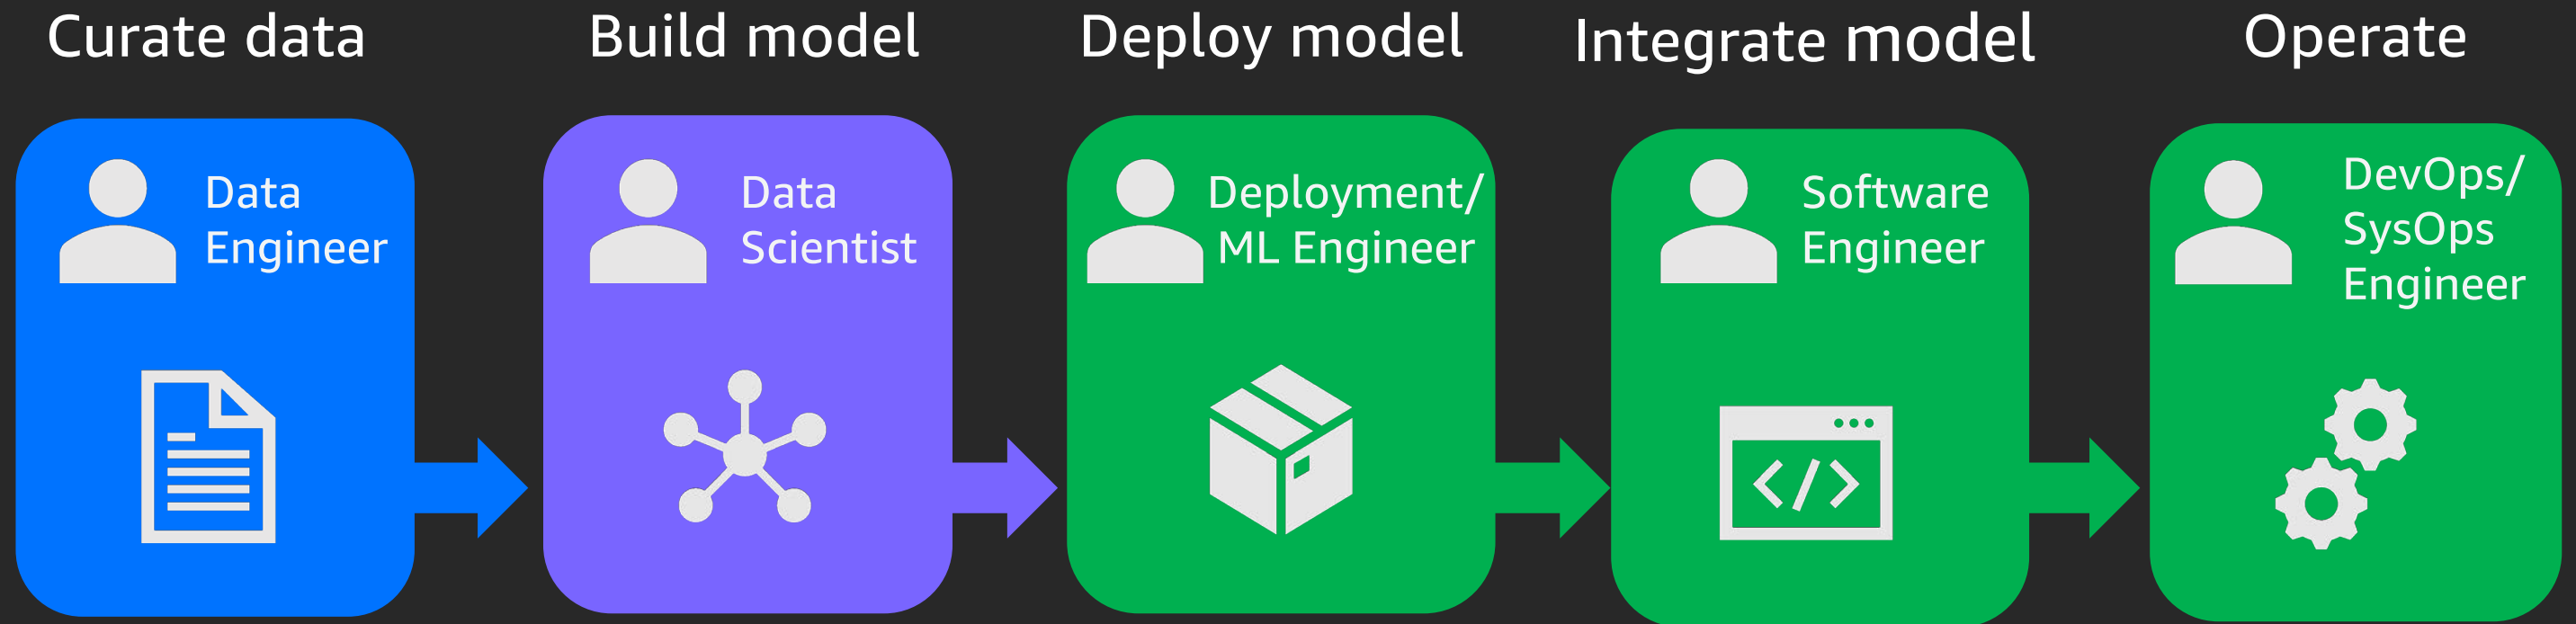 Curate data
Build model
Deploy model
Integrate model
Operate
Data
Engineer
Data
Scientist
Deployment/
ML Engineer
Software
Engineer
DevOps/
SysOps
Engineer
</>